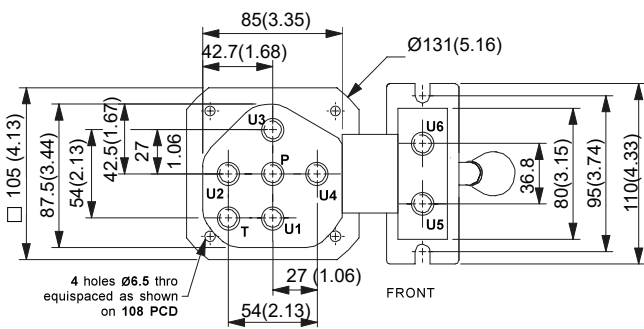 85(3.35)
42.7(1.68)
Ø131(5.16)
□ 105 (4.13)
87.5(3.44)
54(2.13)
42.5(1.67)
27
1.06
U3
P
U2
U4
T
U1
U6
U5
36.8
80(3.15)
95(3.74)
110(4.33)
4 holes Ø6.5 thro
equispaced as shown
on 108 PCD
27 (1.06)
54(2.13)
FRONT